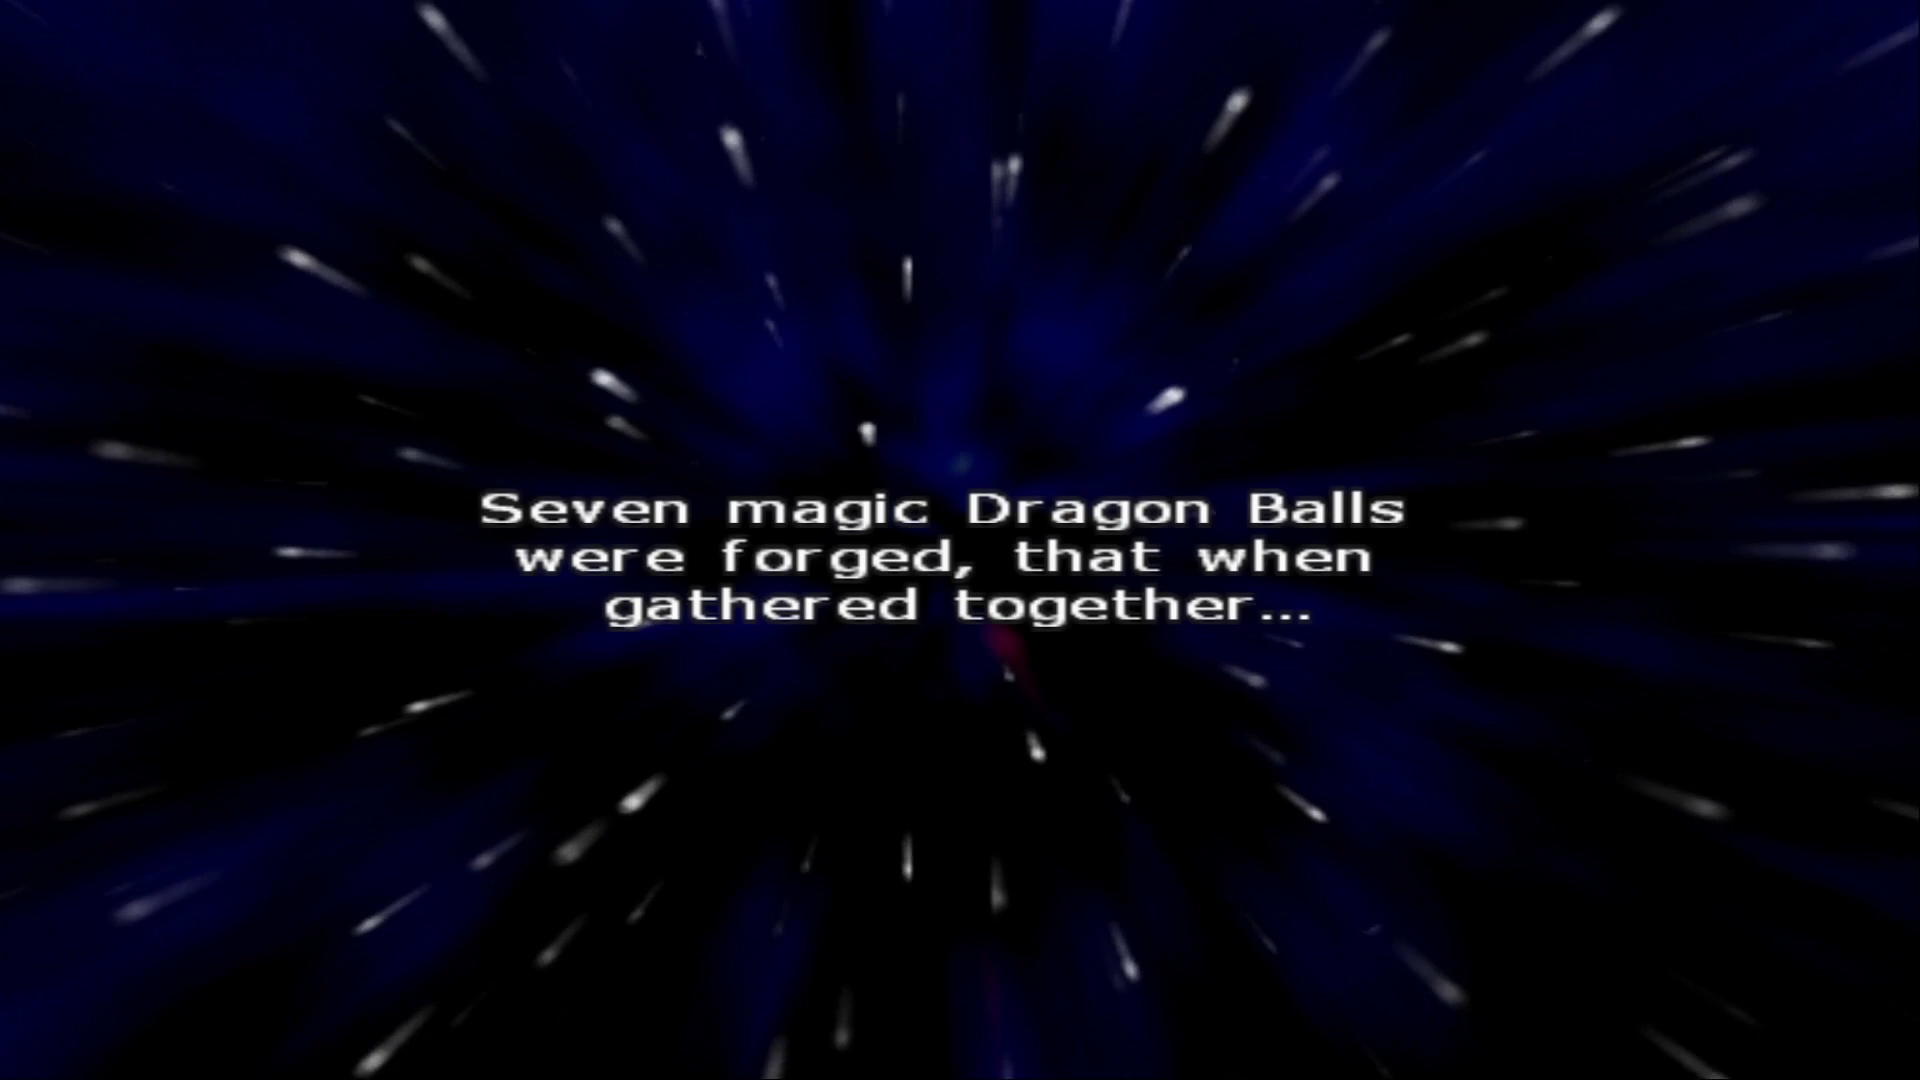 Seven magic Dragon Balls
were forged, that when
gathered together...